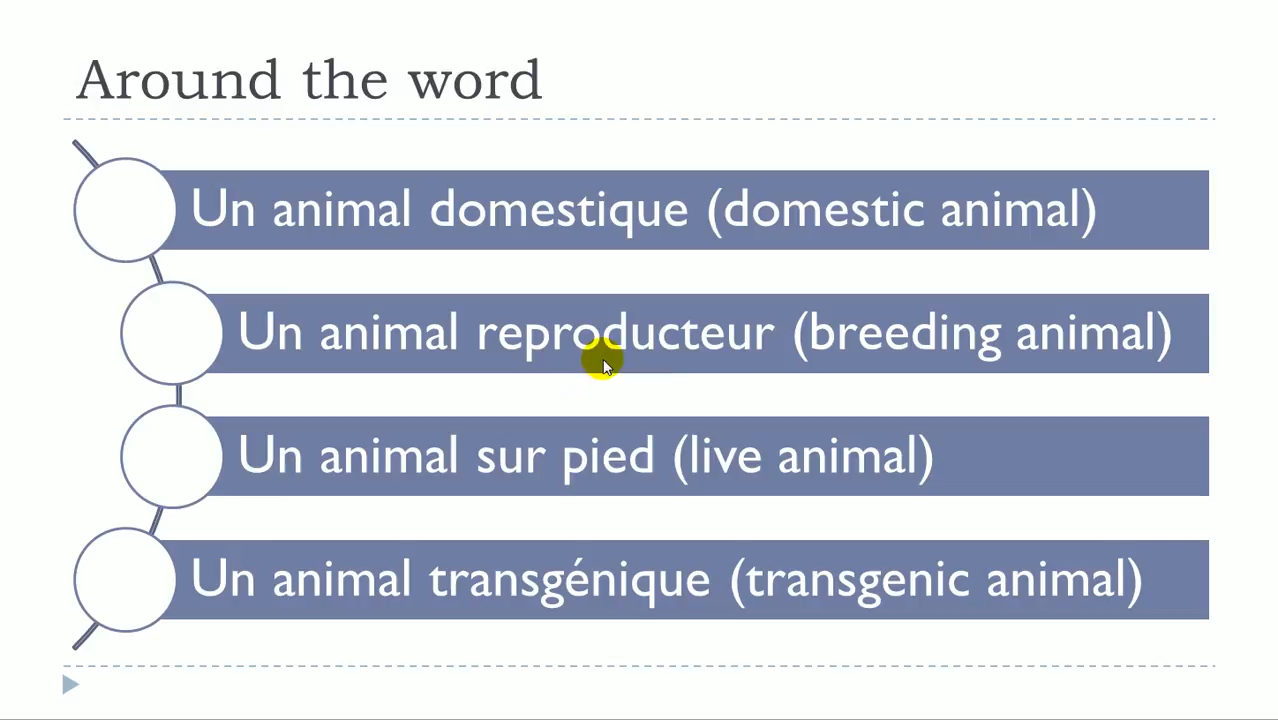 Around the word
Un animal domestique (domestic animal)
Un animal reproducteur (breeding animal)
Un animal sur pied (live animal)
Un animal transgénique (transgenic animal)